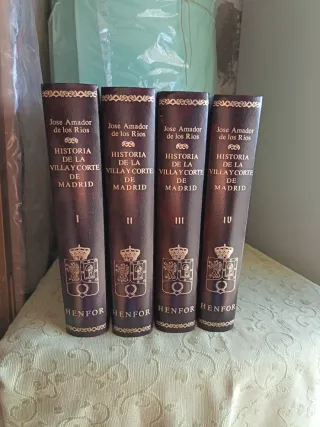 Jose Amador
de los Rios
HISTORIA
DE LA
VILLA Y CORTE
DE
MADRID
I
HENFOR
Jose Amador
de los Rios
HISTORIA
DE LA
VILLA Y CORTE
DE
MADRID
II
HENFOR
Jose Amador
de los Rios
HISTORIA
DE LA
VILLA Y CORTE
DE
MADRID
III
HENFOR
Jose Amador
de los Rios
HISTORIA
DE LA
VILLA Y CORTE
DE
MADRID
IV
HENFOR